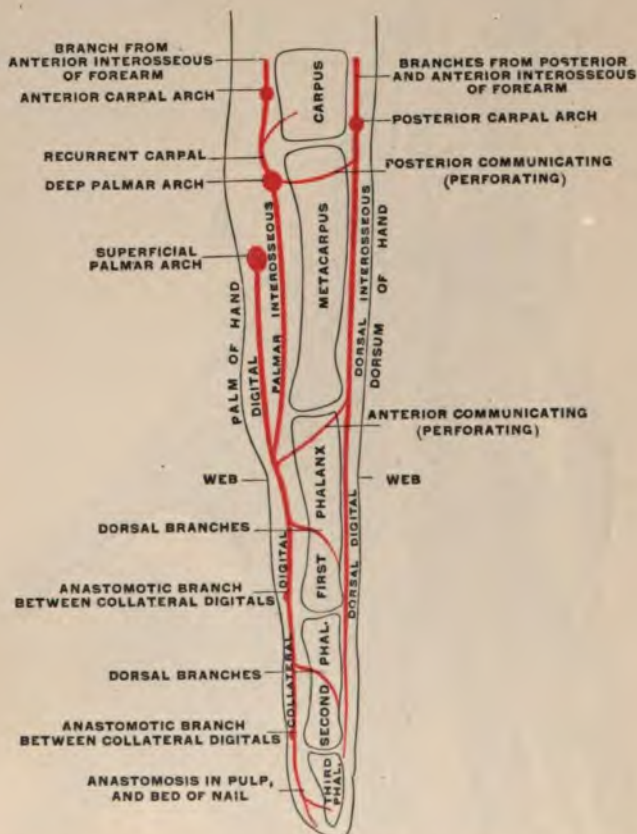 BRANCH FROM
ANTERIOR INTEROSSEOUS
OF FOREARM
ANTERIOR CARPAL ARCH
RECURRENT CARPAL
DEEP PALMAR ARCH
SUPERFICIAL
PALMAR ARCH
PALM OF HAND
DIGITAL
PALMAR INTEROSSEOUS
CARPUS
METACARPUS
BRANCHES FROM POSTERIOR
AND ANTERIOR INTEROSSEOUS
OF FOREARM
POSTERIOR CARPAL ARCH
POSTERIOR COMMUNICATING
(PERFORATING)
DORSAL INTEROSSEOUS
DORSUM OF HAND
ANTERIOR COMMUNICATING
(PERFORATING)
WEB
WEB
DORSAL BRANCHES
FIRST PHALANX
DORSAL DIGITAL
ANASTOMOTIC BRANCH
BETWEEN COLLATERAL DIGITALS
COLLATERAL DIGITAL
DORSAL BRANCHES
SECOND PHAL.
ANASTOMOTIC BRANCH
BETWEEN COLLATERAL DIGITALS
ANASTOMOSIS IN PULP,
AND BED OF NAIL
THIRD
PHAL.